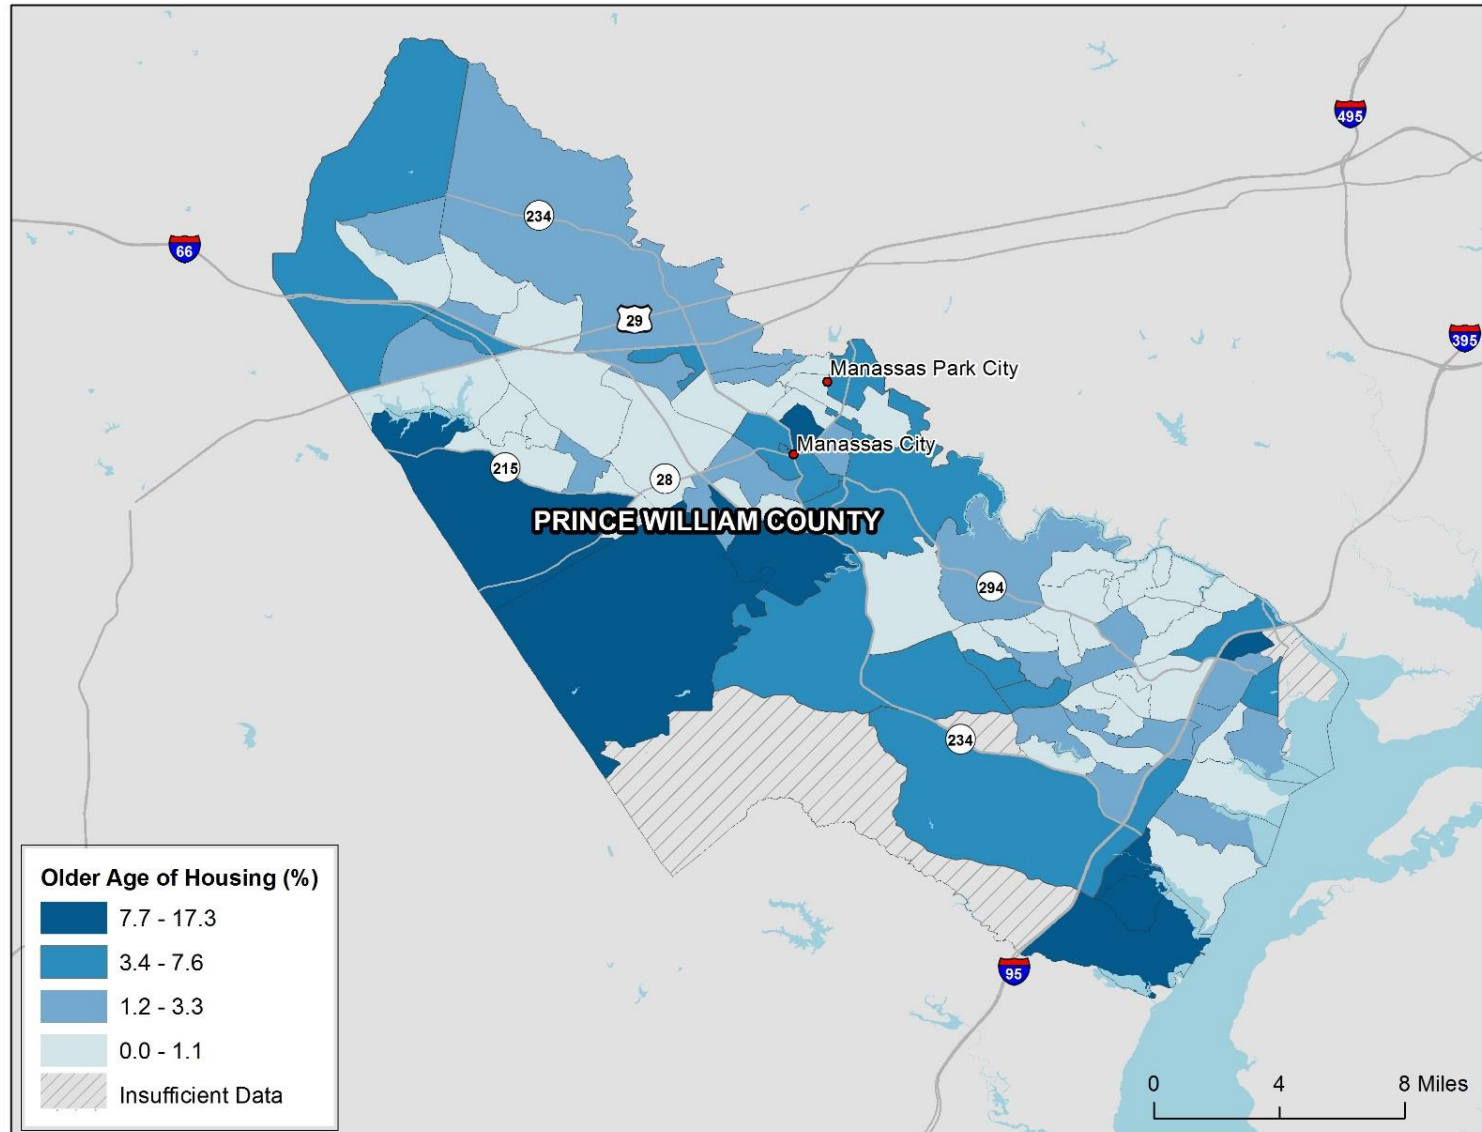 495
234
66
29
395
Manassas Park City
Manassas City
215
28
PRINCE WILLIAM COUNTY
294
234
95
Older Age of Housing (%)
7.7 - 17.3
3.4 - 7.6
1.2 - 3.3
0.0 - 1.1
Insufficient Data
0 4 8 Miles